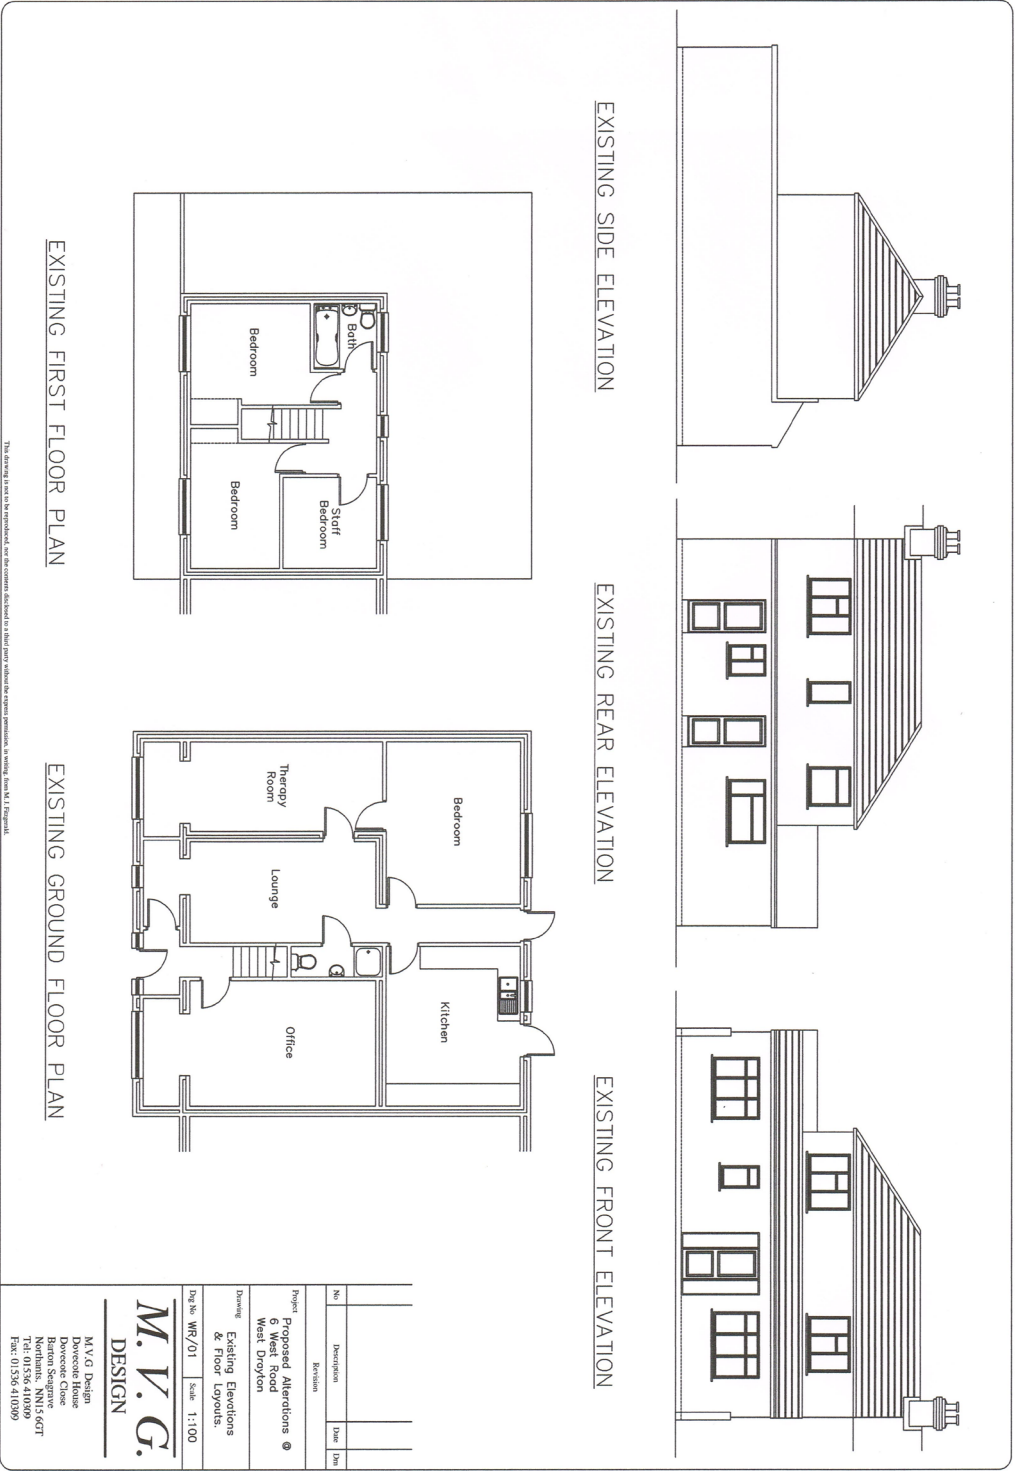 EXISTING SIDE ELEVATION
EXISTING REAR ELEVATION
EXISTING FRONT ELEVATION
Bath
Bedroom
Bedroom
Staff
Bedroom
EXISTING FIRST FLOOR PLAN
Bedroom
Therapy
Room
Lounge
Kitchen
Office
EXISTING GROUND FLOOR PLAN
No Description Date Drn
Revision
Project
Proposed Alterations @
6 West Road
West Drayton
Drawing
Existing Elevations
& Floor Layouts.
Drg No WR/01 Scale 1:100
M. V. G.
DESIGN
M.V.G Design
Dovecote House
Dovecote Close
Barton Seagrave
Northants. NN15 6GT
Tel: 01536 410309
Fax: 01536 410309
This drawing is not to be reproduced, nor the contents disclosed to a third party without the express permission, in writing, from M. J. Fitzgerald.